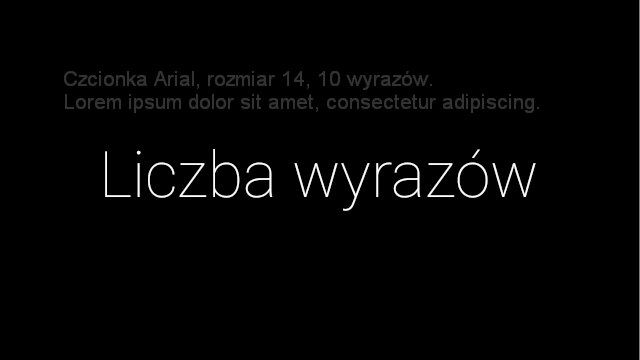 Czcionka Arial, rozmiar 14, 10 wyrazów.
Lorem ipsum dolor sit amet, consectetur adipiscing.
Liczba wyrazów